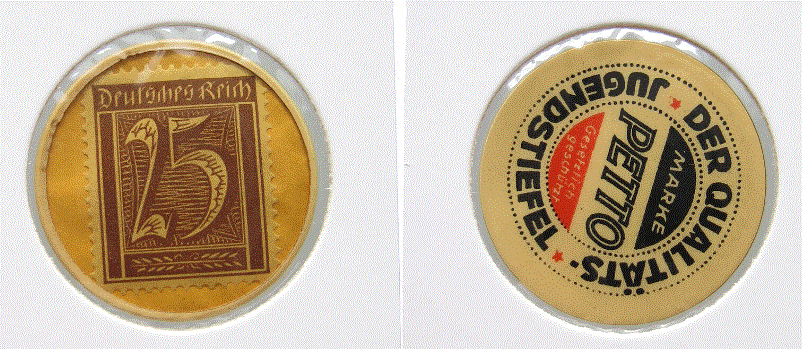 Deutsches Reich
25
DER QUALITÄTS-
JUGENDSTIEFEL
MARKE
PETTO
Gesetzlich
geschützt